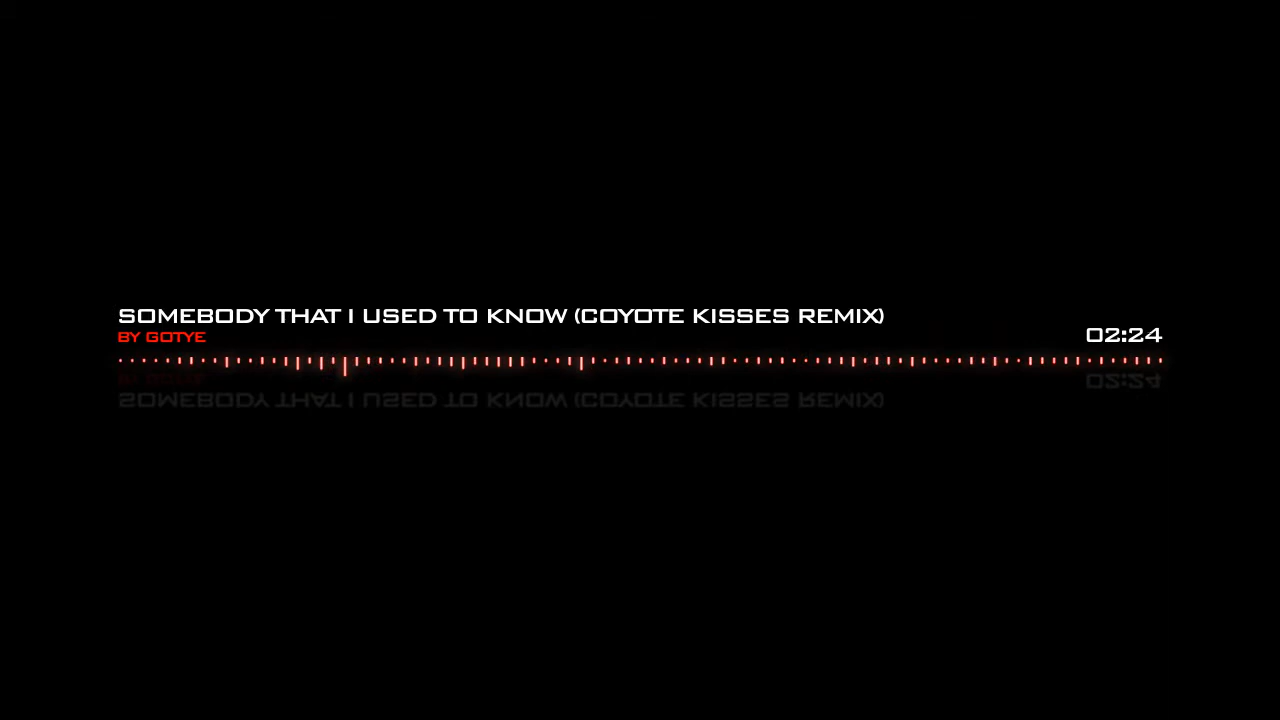 SOMEBODY THAT I USED TO KNOW (COYOTE KISSES REMIX)
BY GOTYE
02:24